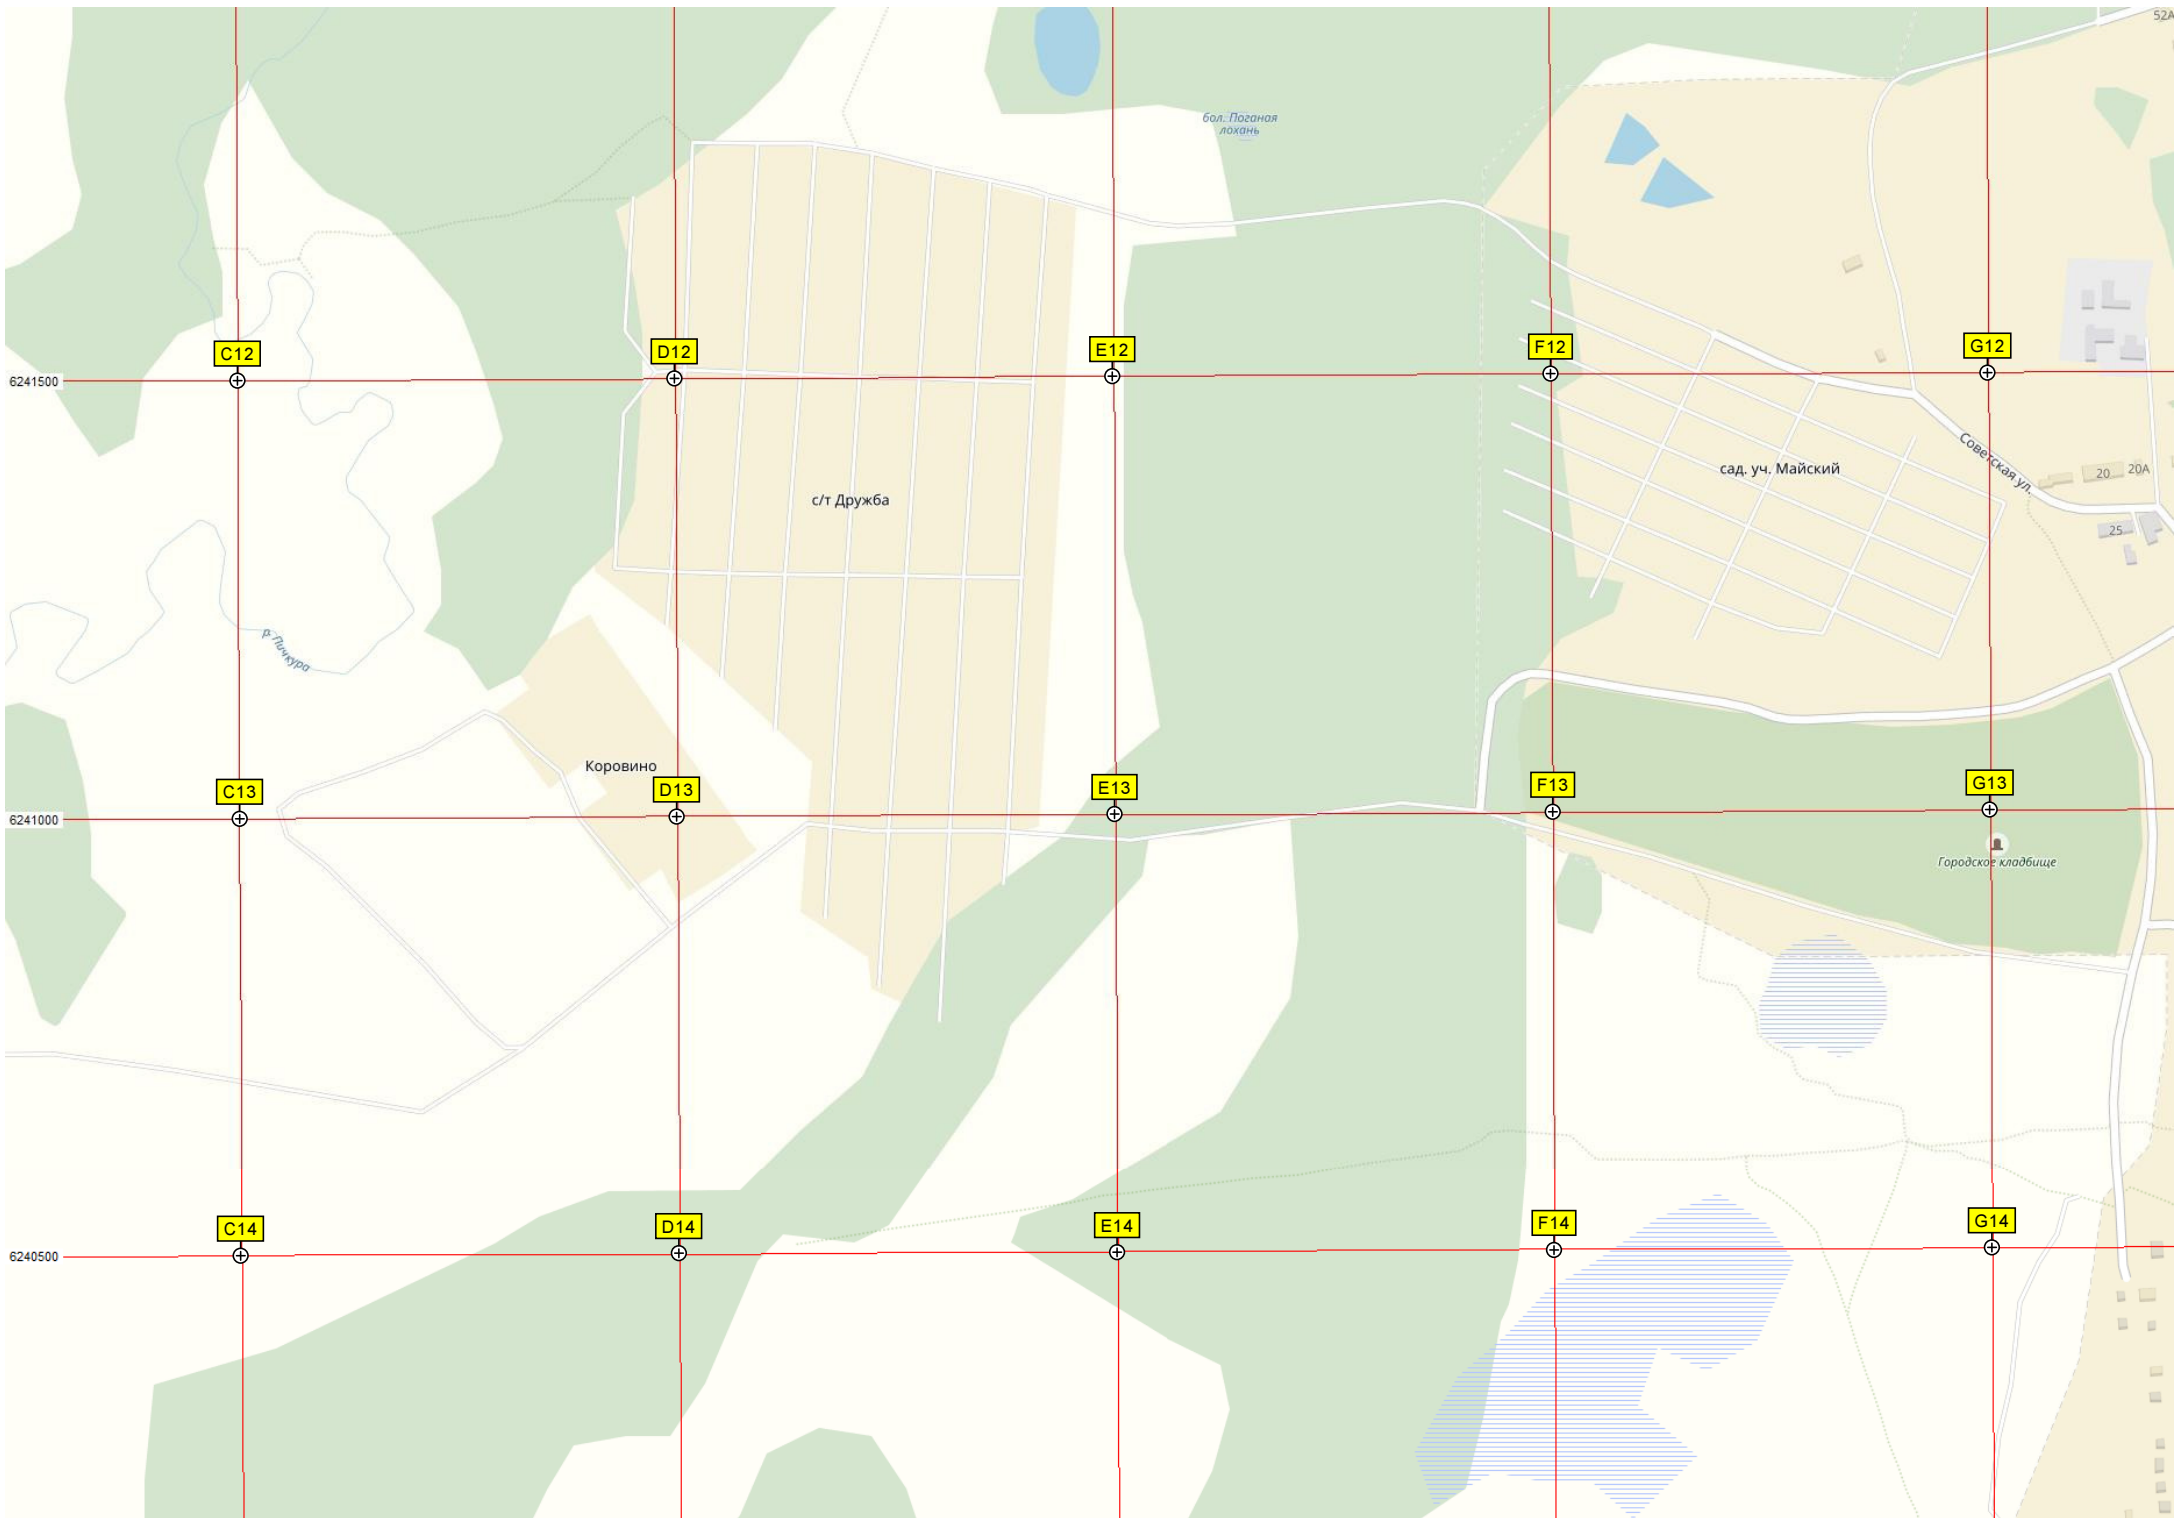 52A
бол. Поганая
лохань
C12
D12
E12
F12
G12
6241500
Советская ул.
сад. уч. Майский
20
20А
с/т Дружба
25
р. Пичкура
Коровино
C13
D13
E13
F13
G13
6241000
Городское кладбище
C14
D14
E14
F14
G14
6240500